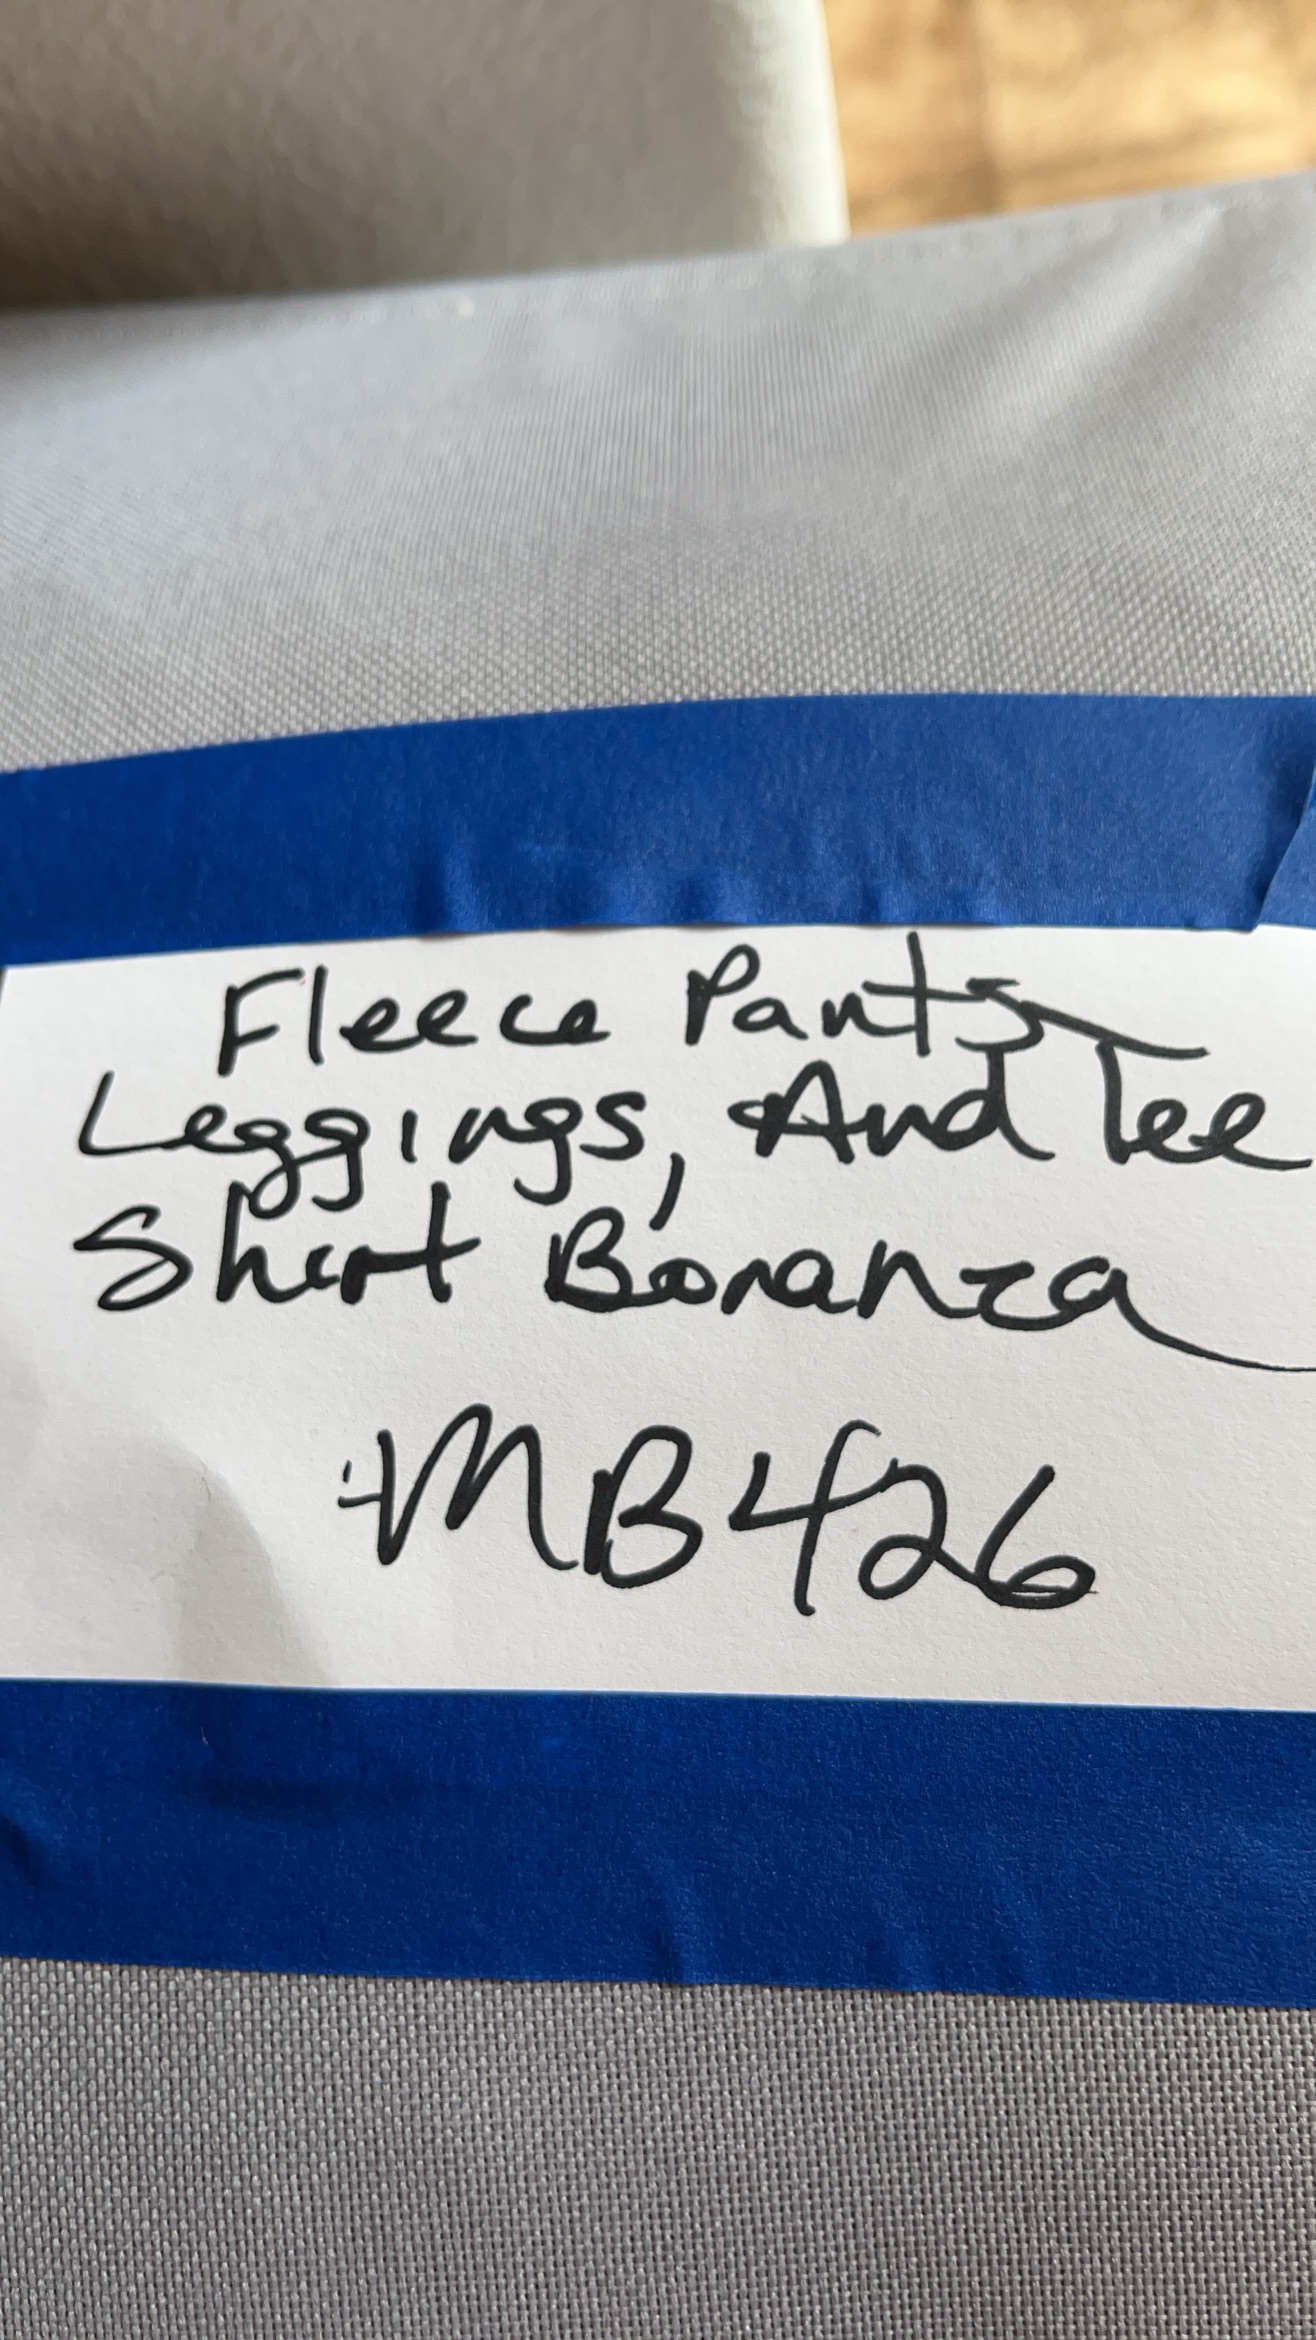 Fleece Pants
Leggings, And Tee
Shirt Bonanza
MB426